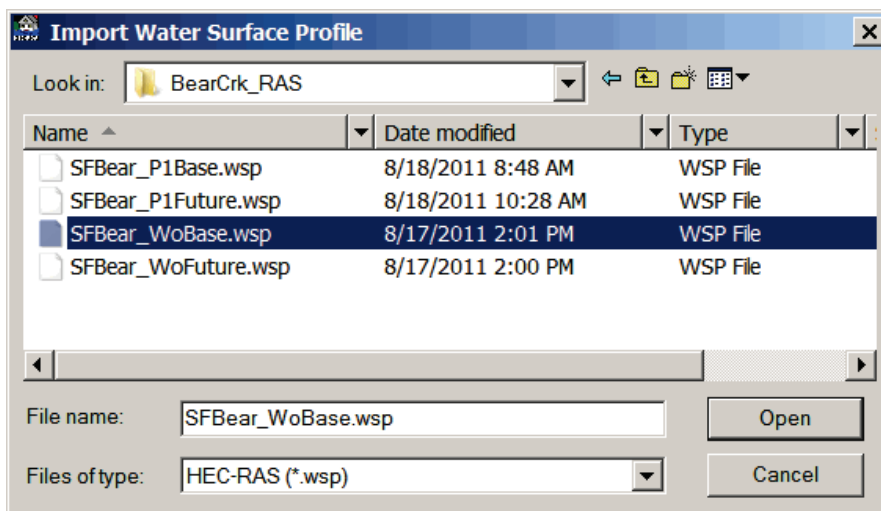 Import Water Surface Profile
Look in: BearCrk_RAS
Name Date modified Type
SFBear_P1Base.wsp 8/18/2011 8:48 AM WSP File
SFBear_P1Future.wsp 8/18/2011 10:28 AM WSP File
SFBear_WoBase.wsp 8/17/2011 2:01 PM WSP File
SFBear_WoFuture.wsp 8/17/2011 2:00 PM WSP File
File name: SFBear_WoBase.wsp Open
Files of type: HEC-RAS (*.wsp) Cancel